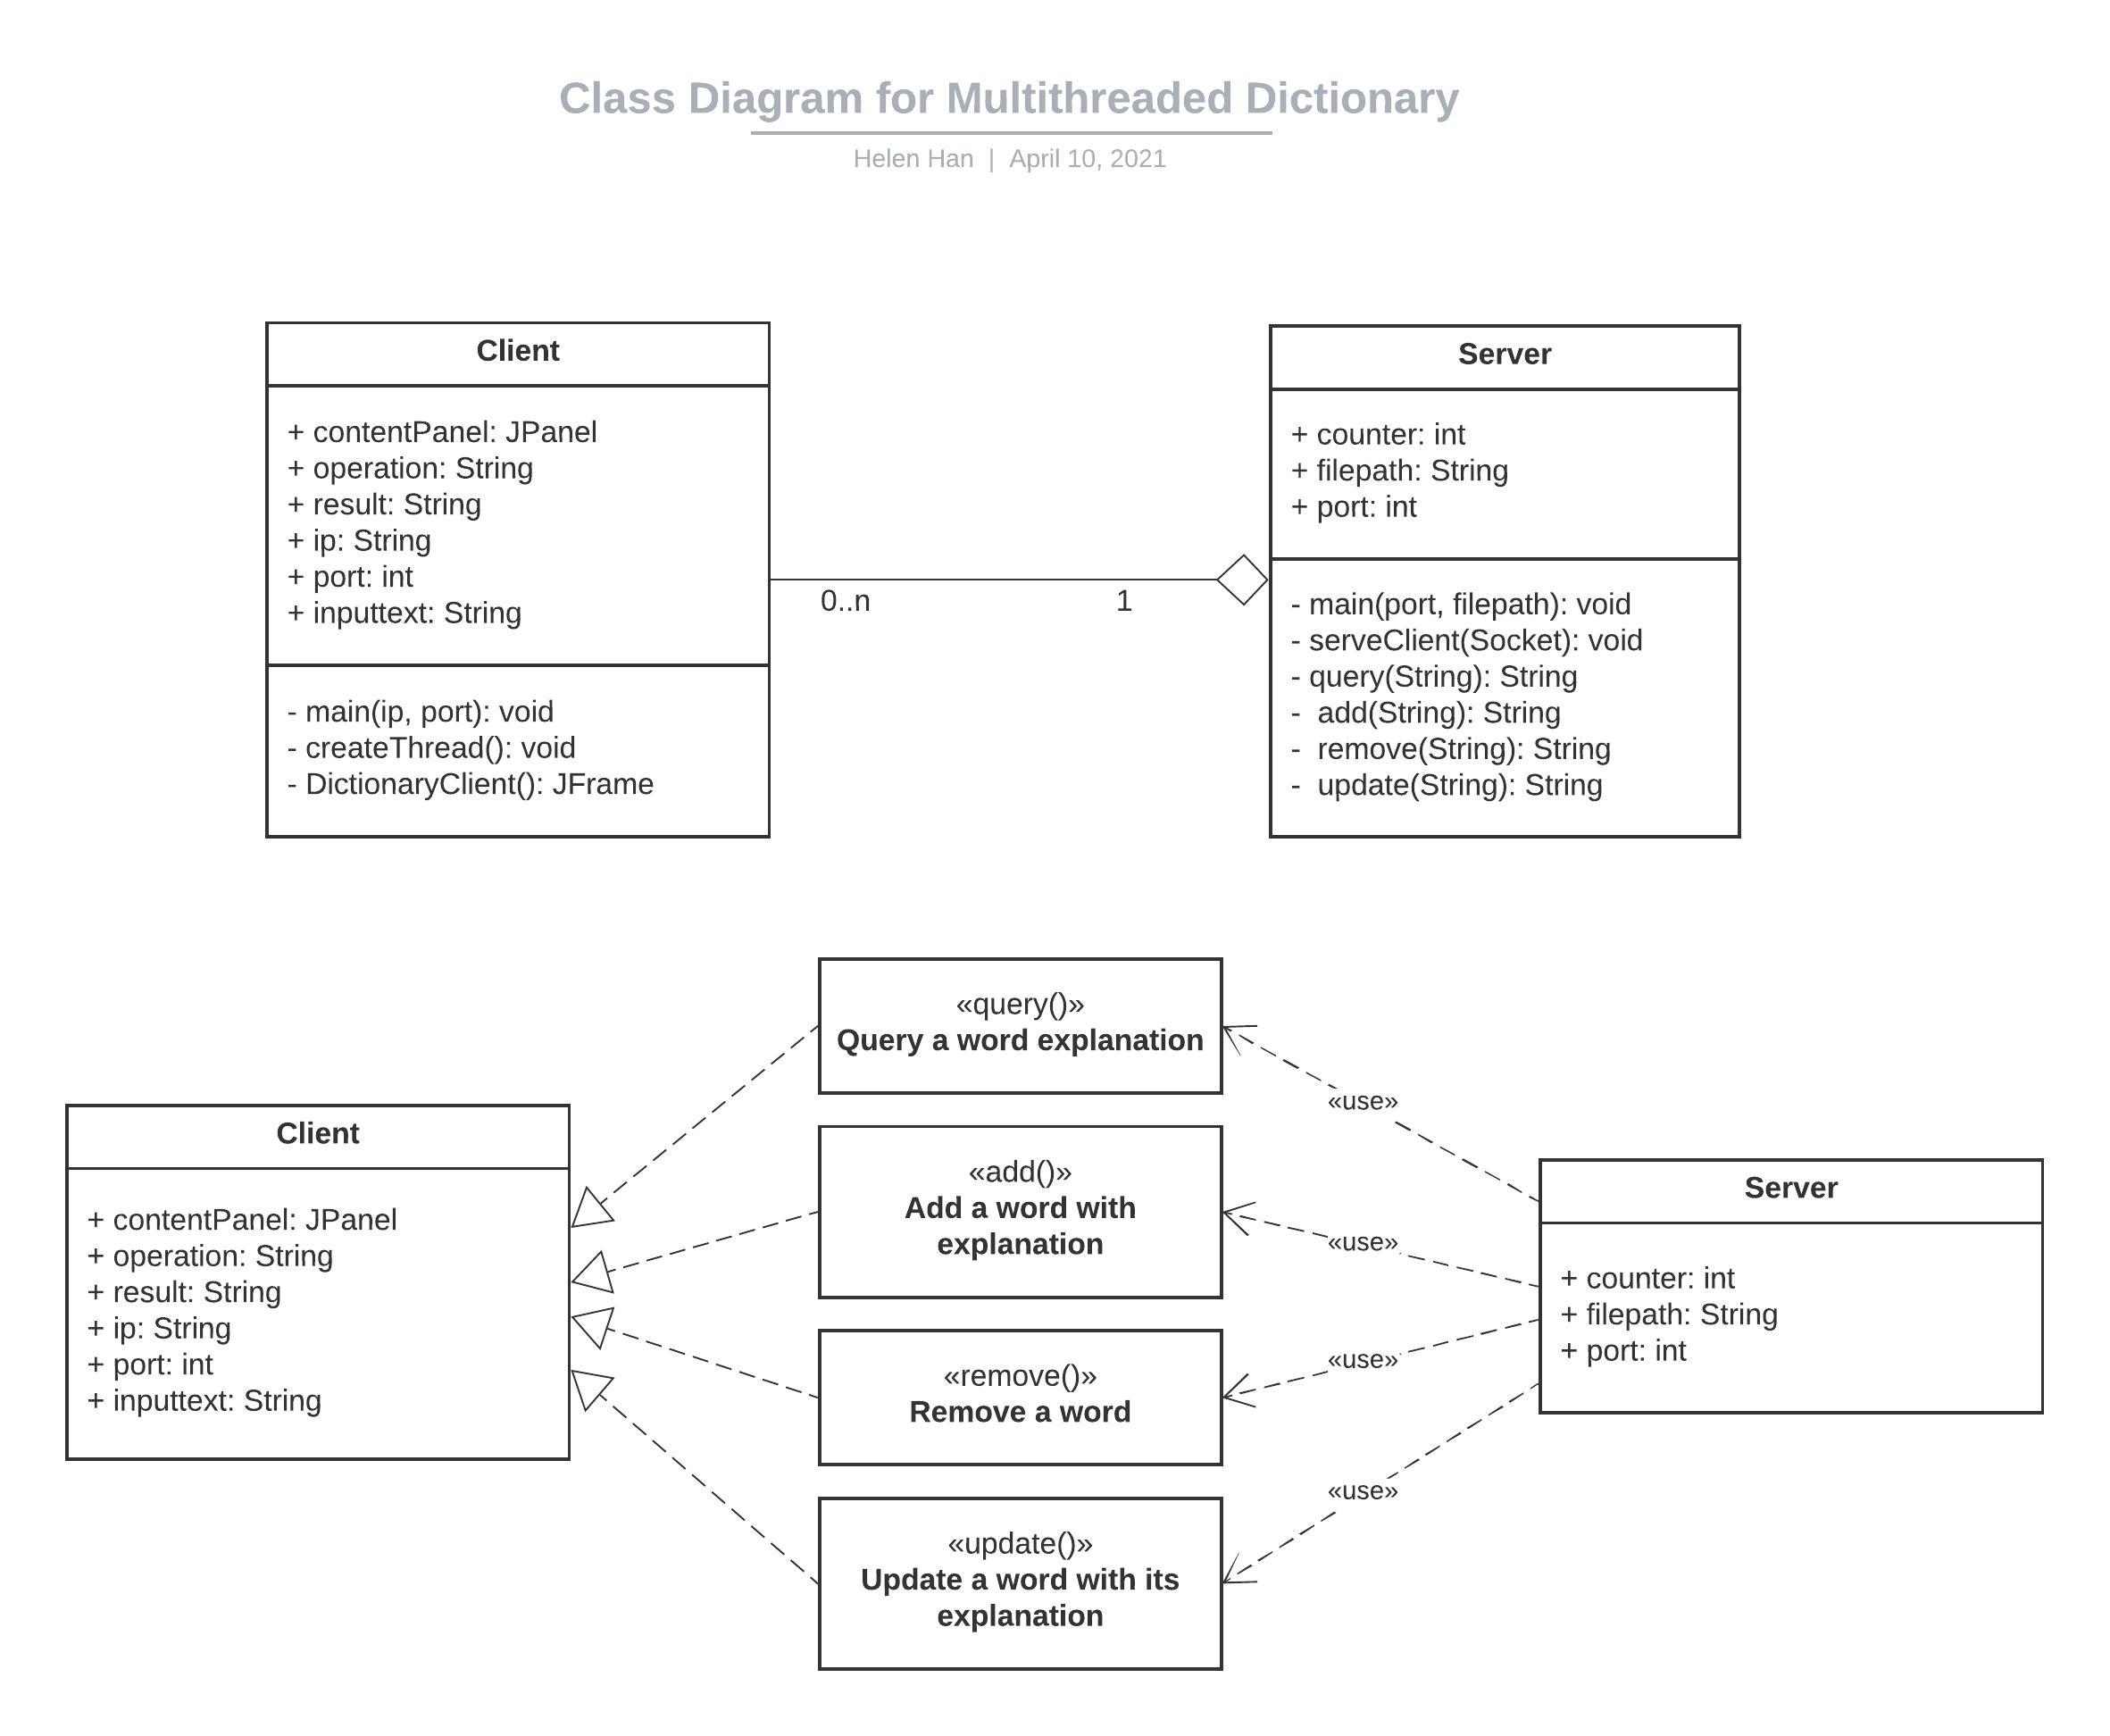 Class Diagram for Multithreaded Dictionary
Helen Han | April 10, 2021
Client
+ contentPanel: JPanel
+ operation: String
+ result: String
+ ip: String
+ port: int
+ inputtext: String
- main(ip, port): void
- createThread(): void
- DictionaryClient(): JFrame
0..n
1
Server
+ counter: int
+ filepath: String
+ port: int
- main(port, filepath): void
- serveClient(Socket): void
- query(String): String
-  add(String): String
-  remove(String): String
-  update(String): String
Client
+ contentPanel: JPanel
+ operation: String
+ result: String
+ ip: String
+ port: int
+ inputtext: String
«query()»
Query a word explanation
«add()»
Add a word with
explanation
«remove()»
Remove a word
«update()»
Update a word with its
explanation
«use»
«use»
«use»
«use»
Server
+ counter: int
+ filepath: String
+ port: int